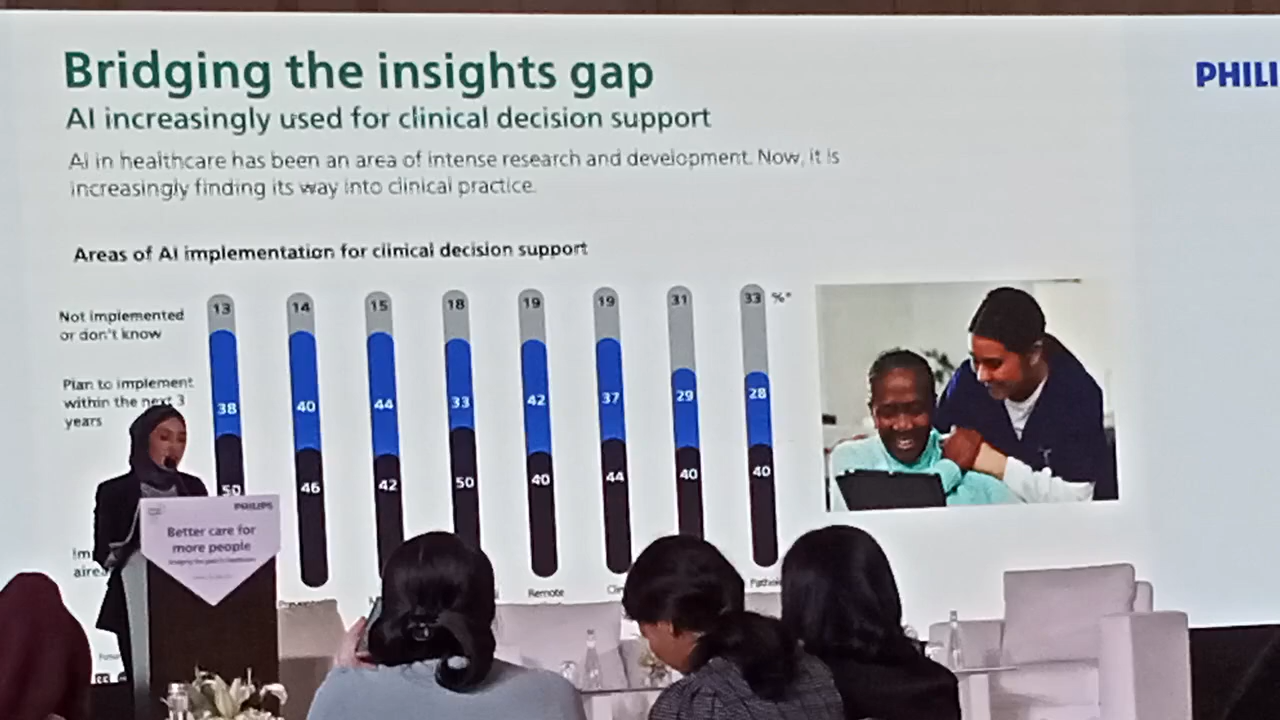 Bridging the insights gap
PHILI
AI increasingly used for clinical decision support
AI in healthcare has been an area of intense research and development. Now, it is
increasingly finding its way into clinical practice.
Areas of AI implementation for clinical decision support
Not implemented
or don't know
13 14 15 18 19 19 31 33 %*
Plan to implement
within the next 3
years
38 40 44 33 42 37 29 28
50 46 42 50 40 44 40 40
Im
alrea
Remote
Clin
Pathol
PHILIPS
Better care for
more people